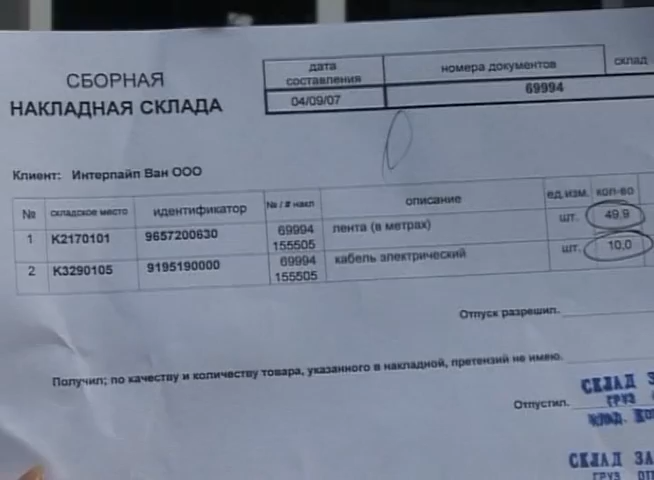 СБОРНАЯ
НАКЛАДНАЯ СКЛАДА
дата составления номера документов склад
04/09/07 69994
Клиент: Интерпайп Ван ООО
№ складское место идентификатор №/# накл описание ед.изм. кол-во
1 К2170101 9657200630 69994 лента (в метрах) шт. 49,9
155505
2 К3290105 9195190000 69994 кабель электрический шт. 10,0
155505
Отпуск разрешил.
Получил; по качеству и количеству товара, указанного в накладной, претензий не имею.
Отпустил.
СКЛАД
ГРУЗ
СКЛАД ЗА
ГРУЗ